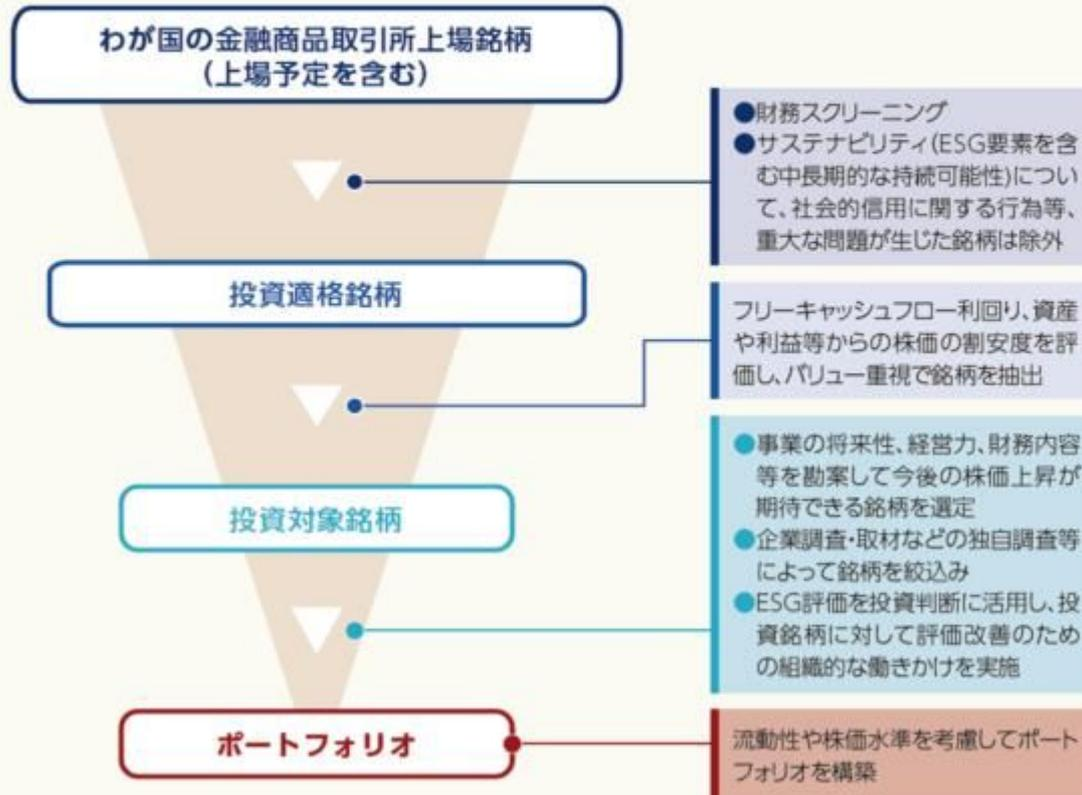 わが国の金融商品取引所上場銘柄
(上場予定を含む)
●財務スクリーニング
●サステナビリティ(ESG要素を含
む中長期的な持続可能性)につい
て、社会的信用に関する行為等、
重大な問題が生じた銘柄は除外
投資適格銘柄
フリーキャッシュフロー利回り、資産
や利益等からの株価の割安度を評
価し、バリュー重視で銘柄を抽出
投資対象銘柄
●事業の将来性、経営力、財務内容
等を勘案して今後の株価上昇が
期待できる銘柄を選定
●企業調査・取材などの独自調査等
によって銘柄を絞込み
●ESG評価を投資判断に活用し、投
資銘柄に対して評価改善のため
の組織的な働きかけを実施
ポートフォリオ
流動性や株価水準を考慮してポート
フォリオを構築